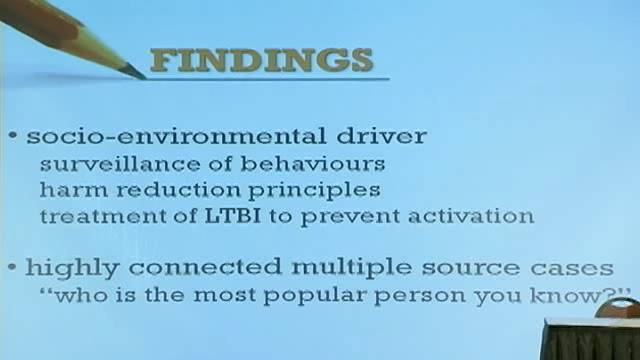 FINDINGS
• socio-environmental driver
surveillance of behaviours
harm reduction principles
treatment of LTBI to prevent activation
• highly connected multiple source cases
“who is the most popular person you know?”